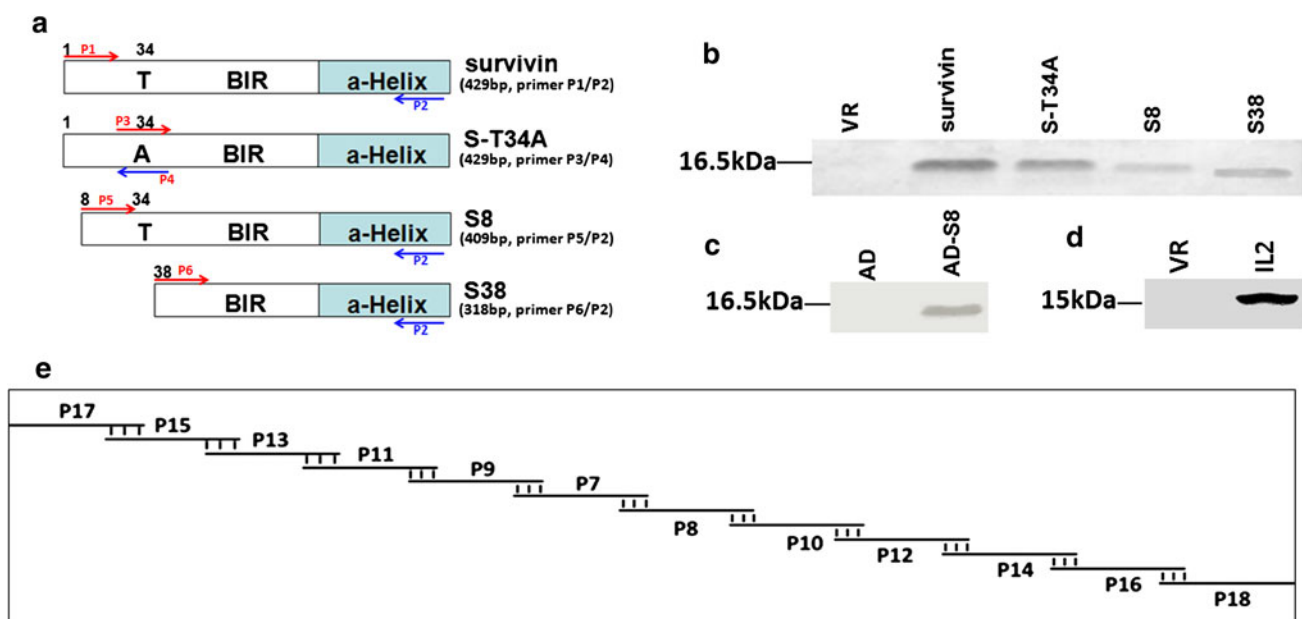 a
1 P1 34
T BIR a-Helix
P2
survivin
(429bp, primer P1/P2)
1 P3 34
A BIR a-Helix
P4
S-T34A
(429bp, primer P3/P4)
8 P5 34
T BIR a-Helix
P2
S8
(409bp, primer P5/P2)
38 P6
BIR a-Helix
P2
S38
(318bp, primer P6/P2)
b
VR survivin S-T34A S8 S38
16.5kDa
c
AD AD-S8
16.5kDa
d
VR IL2
15kDa
e
P17
P15
P13
P11
P9
P7
P8
P10
P12
P14
P16
P18